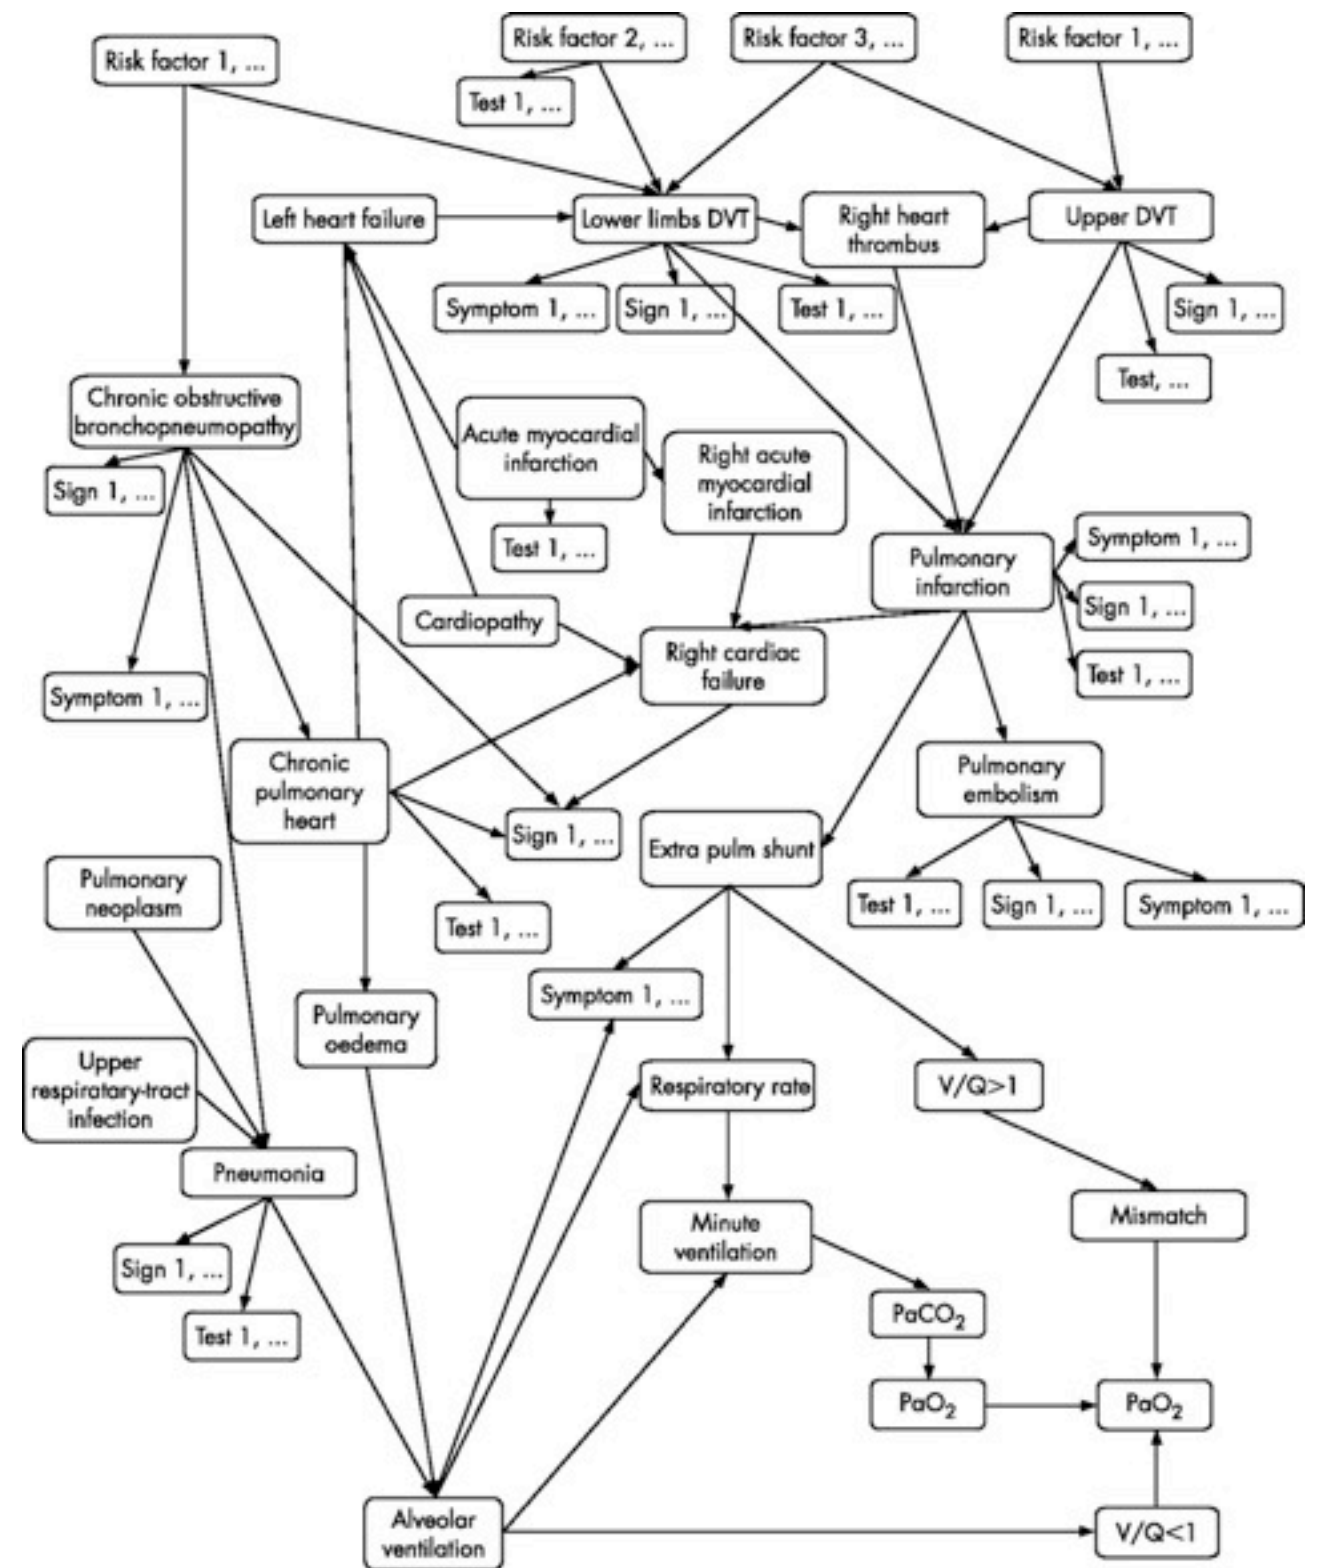 Risk factor 1, ...
Risk factor 2, ...
Risk factor 3, ...
Risk factor 1, ...
Test 1, ...
Left heart failure
Lower limbs DVT
Right heart
thrombus
Upper DVT
Symptom 1, ...
Sign 1, ...
Test 1, ...
Sign 1, ...
Test, ...
Chronic obstructive
bronchopneumopathy
Sign 1, ...
Acute myocardial
infarction
Right acute
myocardial
infarction
Test 1, ...
Pulmonary
infarction
Symptom 1, ...
Sign 1, ...
Test 1, ...
Cardiopathy
Right cardiac
failure
Symptom 1, ...
Chronic
pulmonary
heart
Pulmonary
embolism
Sign 1, ...
Extra pulm shunt
Pulmonary
neoplasm
Test 1, ...
Test 1, ...
Sign 1, ...
Symptom 1, ...
Symptom 1, ...
Pulmonary
oedema
Upper
respiratary-tract
infection
Respiratory rate
V/Q>1
Pneumonia
Minute
ventilation
Mismatch
Sign 1, ...
Test 1, ...
PaCO2
PaO2
PaO2
Alveolar
ventilation
V/Q<1